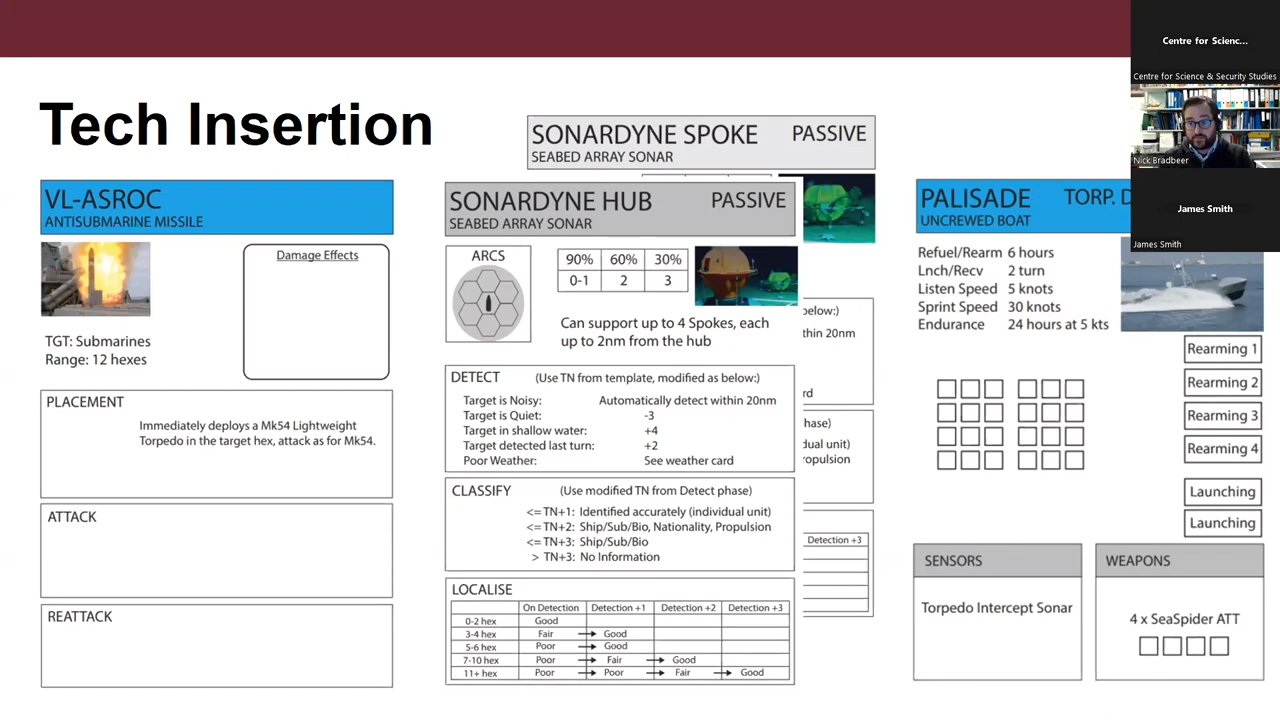 Tech Insertion
VL-ASROC
ANTISUBMARINE MISSILE
Damage Effects
TGT: Submarines
Range: 12 hexes
PLACEMENT
Immediately deploys a Mk54 Lightweight
Torpedo in the target hex, attack as for Mk54.
ATTACK
REATTACK
SONARDYNE SPOKE PASSIVE
SEABED ARRAY SONAR
SONARDYNE HUB PASSIVE
SEABED ARRAY SONAR
ARCS
90% 60% 30%
0-1 2 3
Can support up to 4 Spokes, each
up to 2nm from the hub
DETECT (Use TN from template, modified as below:)
Target is Noisy: Automatically detect within 20nm
Target is Quiet: -3
Target in shallow water: +4
Target detected last turn: +2
Poor Weather: See weather card
CLASSIFY (Use modified TN from Detect phase)
<=TN+1: Identified accurately (individual unit)
<=TN+2: Ship/Sub/Bio, Nationality, Propulsion
<=TN+3: Ship/Sub/Bio
> TN+3: No Information
LOCALISE
On Detection Detection +1 Detection +2 Detection +3
0-2 hex Good
3-4 hex Fair → Good
5-6 hex Poor → Good
7-10 hex Poor → Fair → Good
11+ hex Poor → Poor → Fair → Good
elow:)
ithin 20nm
rd
hase)
dual unit)
opulsion
Detection +3
PALISADE TORP. D
UNCREWED BOAT
Refuel/Rearm 6 hours
Lnch/Recv 2 turn
Listen Speed 5 knots
Sprint Speed 30 knots
Endurance 24 hours at 5 kts
Rearming 1
Rearming 2
Rearming 3
Rearming 4
Launching
Launching
SENSORS
Torpedo Intercept Sonar
WEAPONS
4 x SeaSpider ATT
Centre for Scienc...
Centre for Science & Security Studies
Nick Bradbeer
James Smith
James Smith